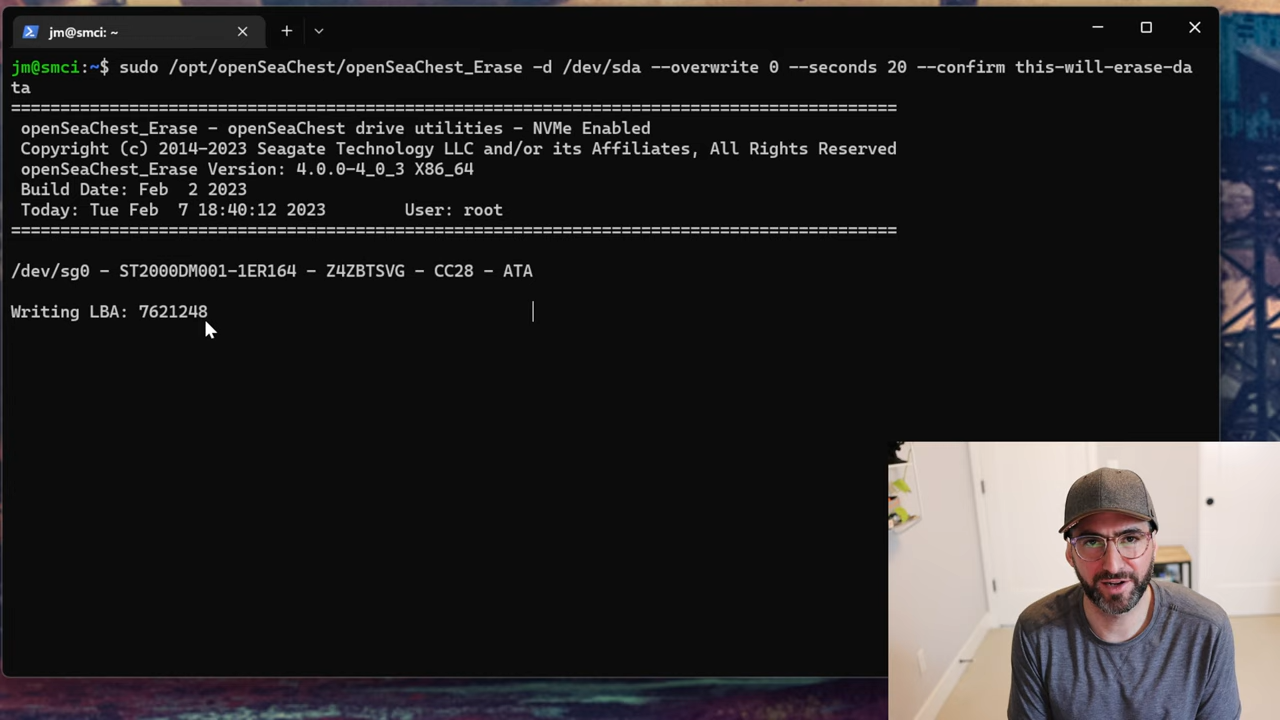 jm@smci: ~
jm@smci:~$ sudo /opt/openSeaChest/openSeaChest_Erase -d /dev/sda --overwrite 0 --seconds 20 --confirm this-will-erase-da
ta
==========================================================================================
openSeaChest_Erase - openSeaChest drive utilities - NVMe Enabled
Copyright (c) 2014-2023 Seagate Technology LLC and/or its Affiliates, All Rights Reserved
openSeaChest_Erase Version: 4.0.0-4_0_3 X86_64
Build Date: Feb  2 2023
Today: Tue Feb  7 18:40:12 2023        User: root
==========================================================================================
/dev/sg0 - ST2000DM001-1ER164 - Z4ZBTSVG - CC28 - ATA
Writing LBA: 7621248